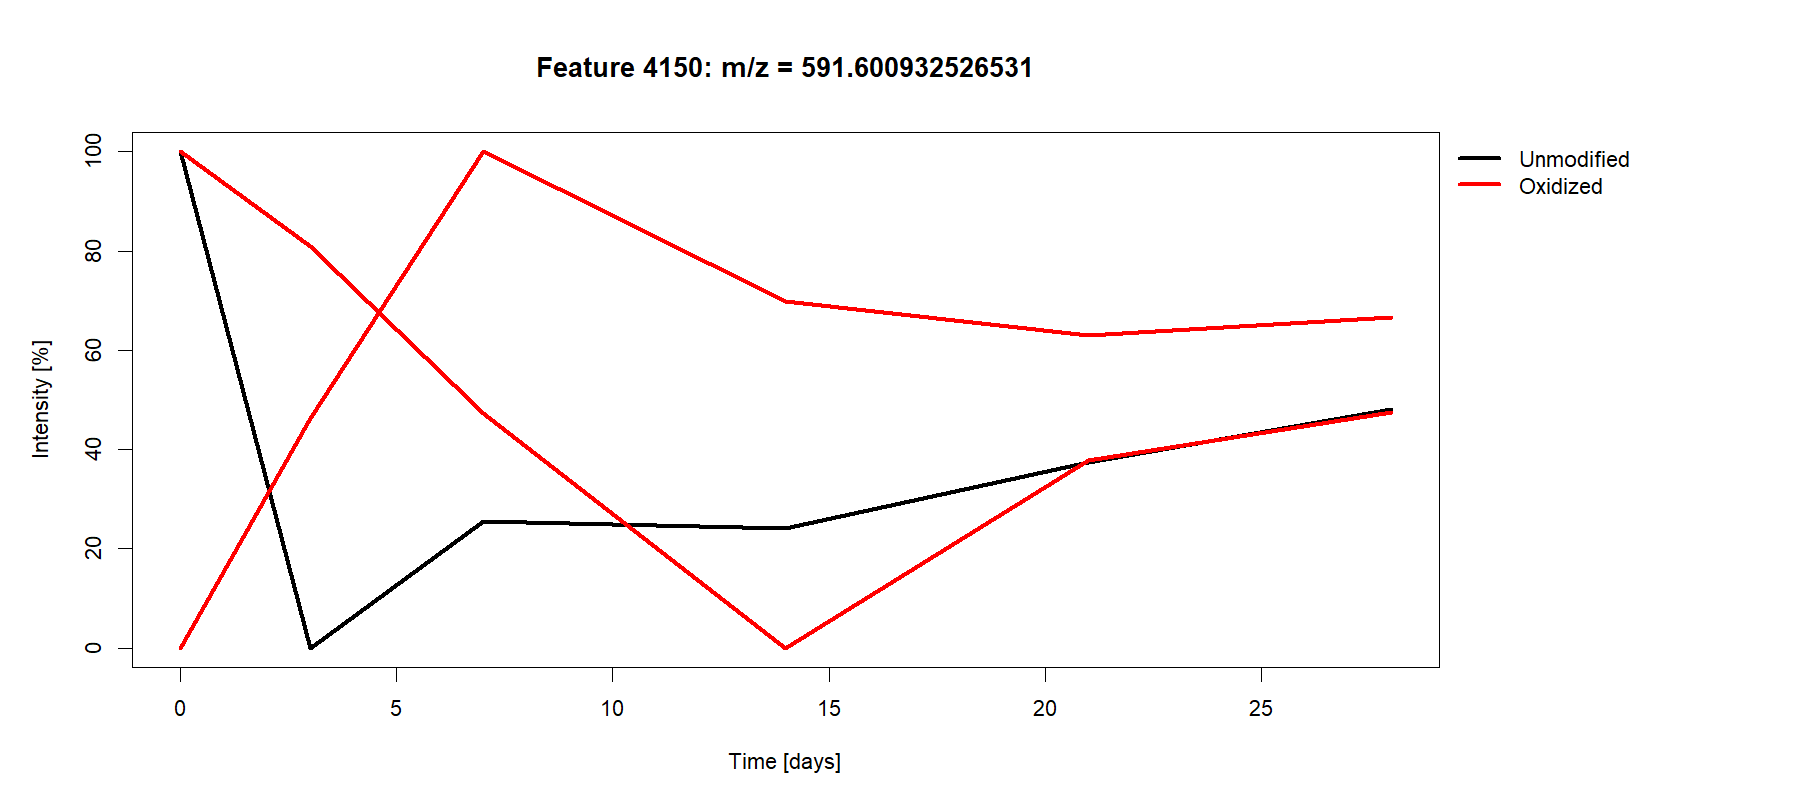 Feature 4150: m/z = 591.600932526531
Unmodified
Oxidized
Intensity [%]
100
80
60
40
20
0
0 5 10 15 20 25
Time [days]